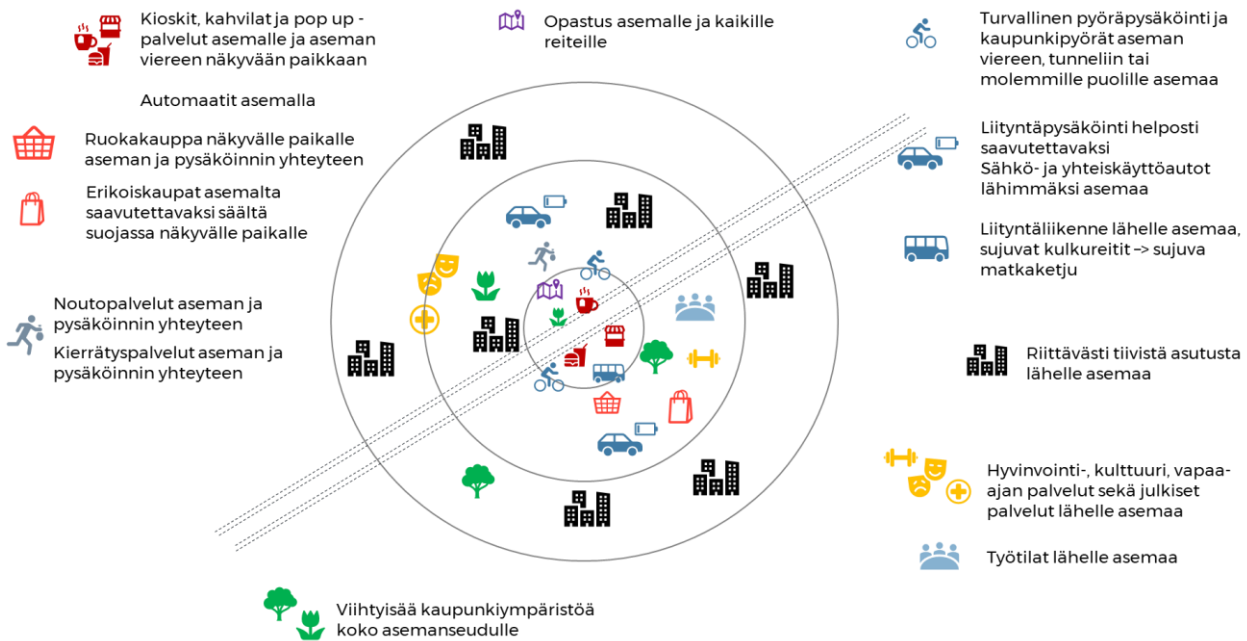 Kioskit, kahvilat ja pop up -
palvelut asemalle ja aseman
viereen näkyvään paikkaan
Automaatit asemalla
Ruokakauppa näkyvälle paikalle
aseman ja pysäköinnin yhteyteen
Erikoiskaupat asemalta
saavutettavaksi säältä
suojassa näkyvälle paikalle
Noutopalvelut aseman ja
pysäköinnin yhteyteen
Kierrätyspalvelut aseman ja
pysäköinnin yhteyteen
Opastus asemalle ja kaikille
reiteille
Turvallinen pyöräpysäköinti ja
kaupunkipyörät aseman
viereen, tunneliin tai
molemmille puolille asemaa
Liityntäpysäköinti helposti
saavutettavaksi
Sähkö- ja yhteiskäyttöautot
lähimmäksi asemaa
Liityntäliikenne lähelle asemaa,
sujuvat kulkureitit –> sujuva
matkaketju
Riittävästi tiivistä asutusta
lähelle asemaa
Hyvinvointi-, kulttuuri, vapaa-
ajan palvelut sekä julkiset
palvelut lähelle asemaa
Työtilat lähelle asemaa
Viihtyisää kaupunkiympäristöä
koko asemanseudulle